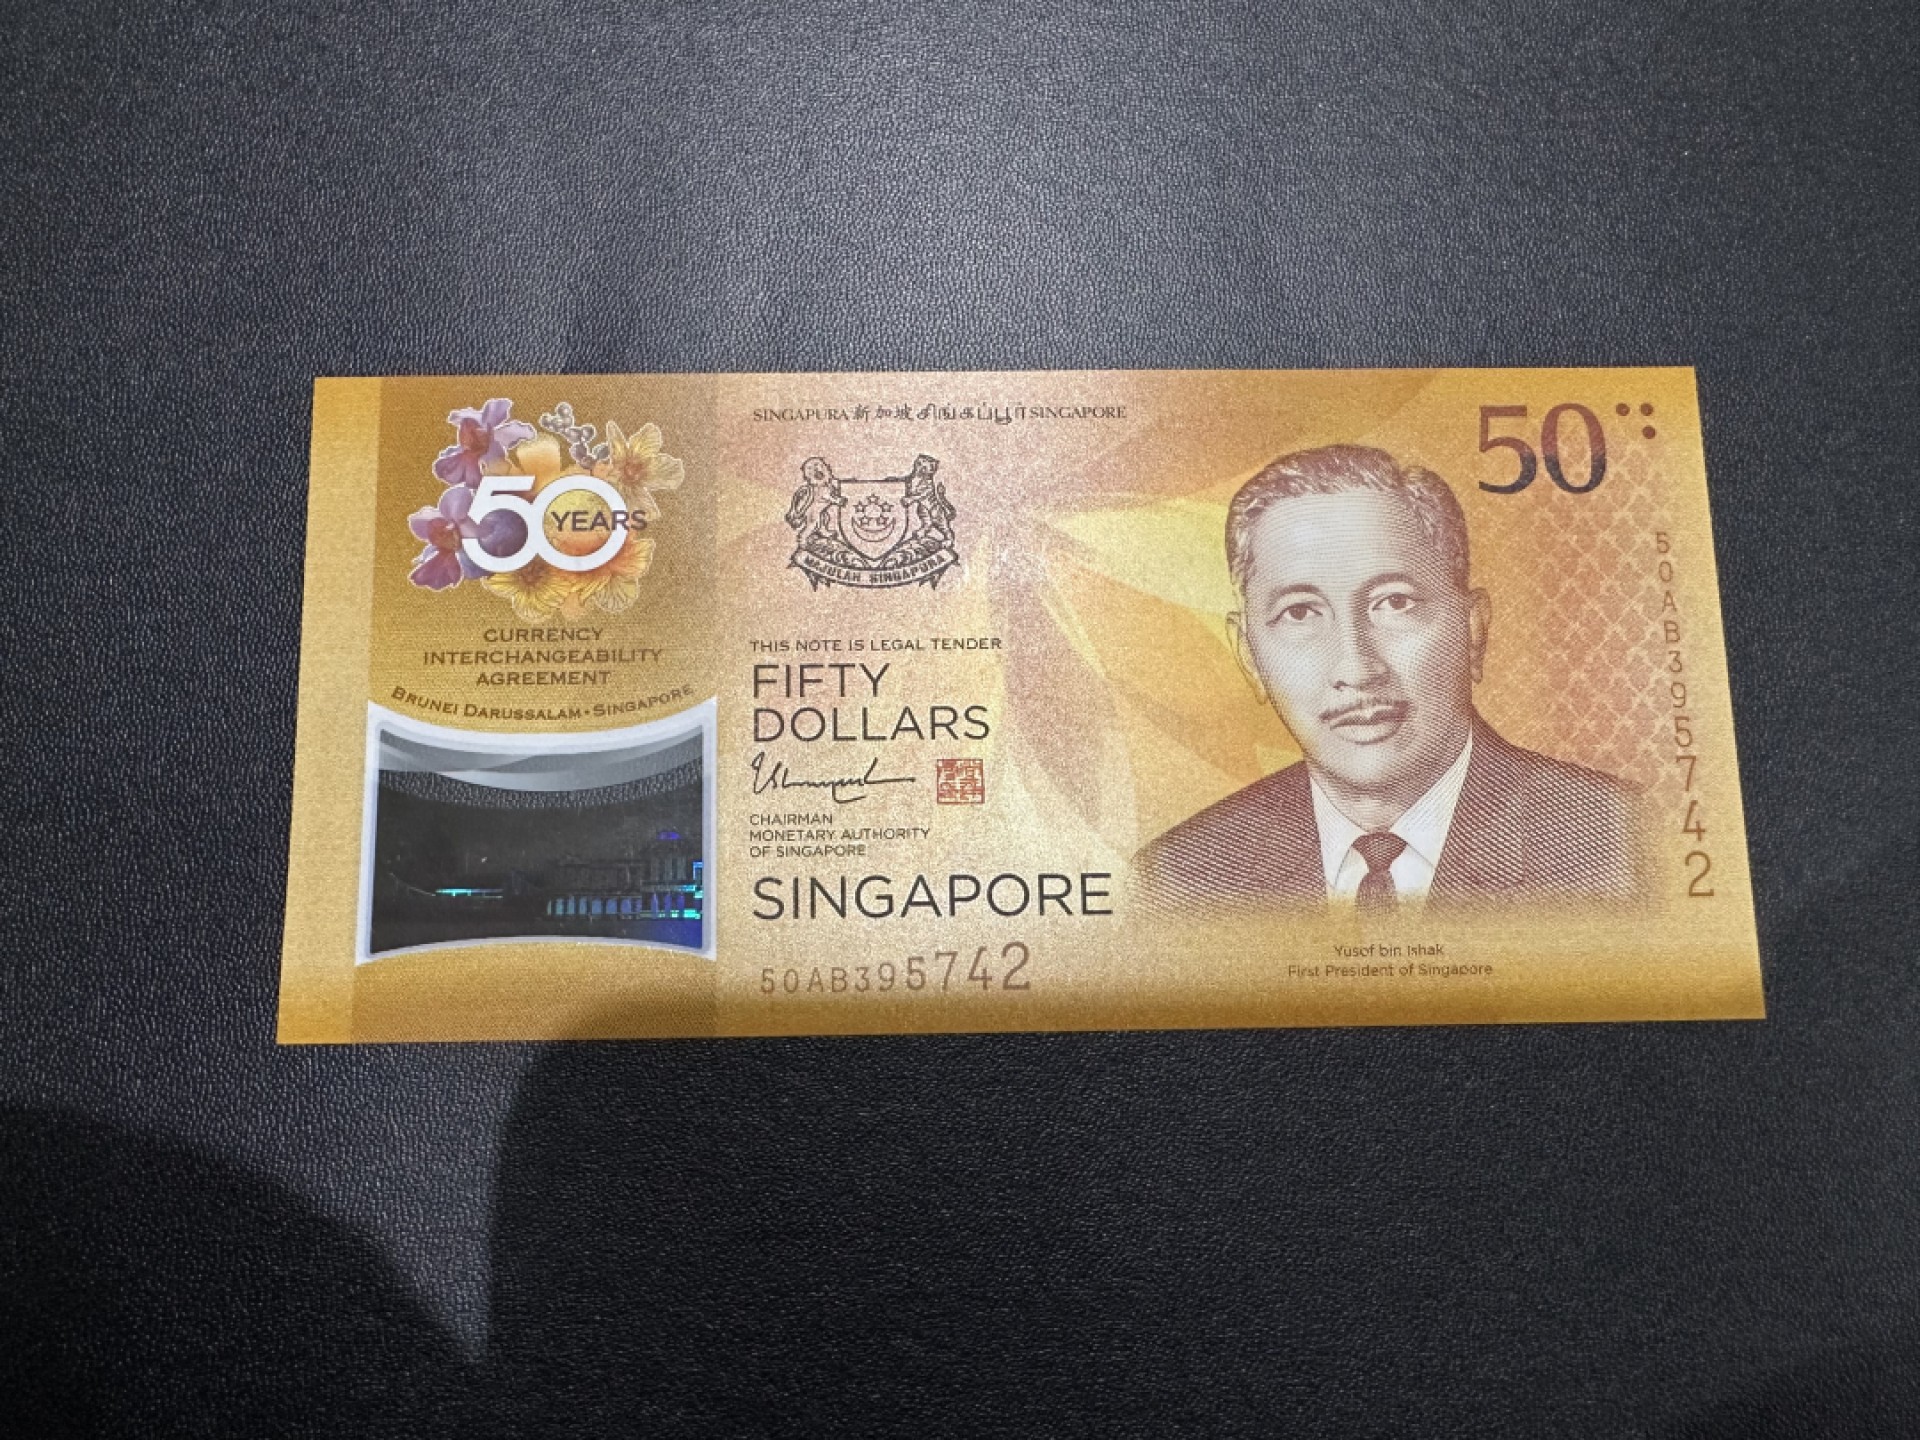 50 YEARS
CURRENCY
INTERCHANGEABILITY
AGREEMENT
BRUNEI DARUSSALAM • SINGAPORE
SINGAPURA 新加坡 சிங்கப்பூர் SINGAPORE
MAJULAH SINGAPURA
THIS NOTE IS LEGAL TENDER
FIFTY
DOLLARS
CHAIRMAN
MONETARY AUTHORITY
OF SINGAPORE
SINGAPORE
50AB395742
50
50AB395742
Yusof bin Ishak
First President of Singapore